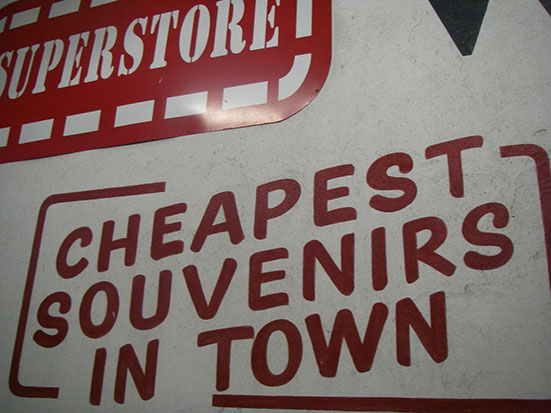 SUPERSTORE
CHEAPEST
SOUVENIRS
IN TOWN